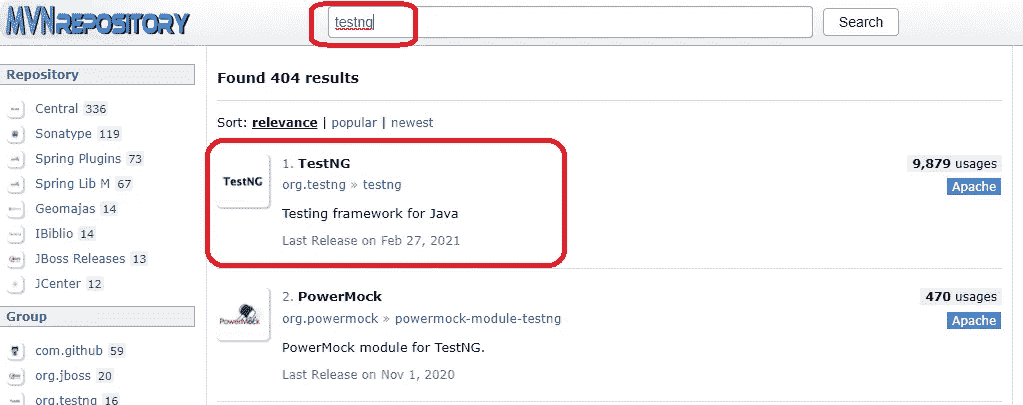 MVNREPOSITORY
testng
Search
Repository
Central 336
Sonatype 119
Spring Plugins 73
Spring Lib M 67
Geomajas 14
IBiblio 14
JBoss Releases 13
JCenter 12
Group
com.github 59
org.jboss 20
org.testng 16
Found 404 results
Sort: relevance | popular | newest
TestNG
1. TestNG
9,879 usages
org.testng » testng
Apache
Testing framework for Java
Last Release on Feb 27, 2021
PowerMock
2. PowerMock
470 usages
org.powermock » powermock-module-testng
Apache
PowerMock module for TestNG.
Last Release on Nov 1, 2020